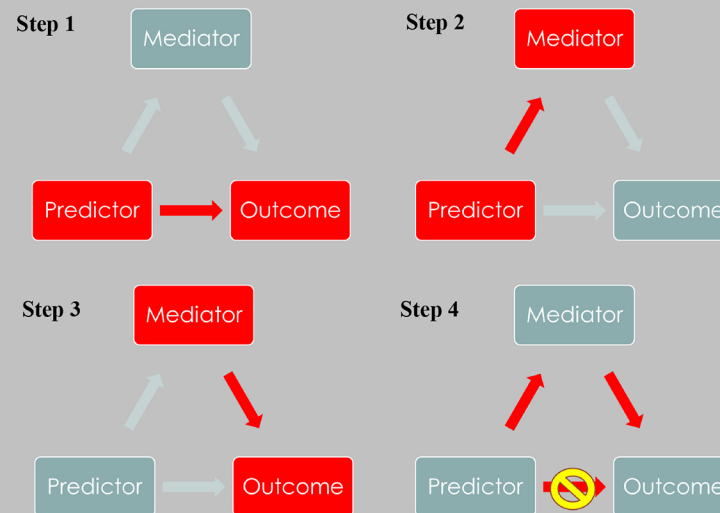 Step 1
Mediator
Predictor
Outcome
Step 2
Mediator
Predictor
Outcome
Step 3
Mediator
Predictor
Outcome
Step 4
Mediator
Predictor
Outcome